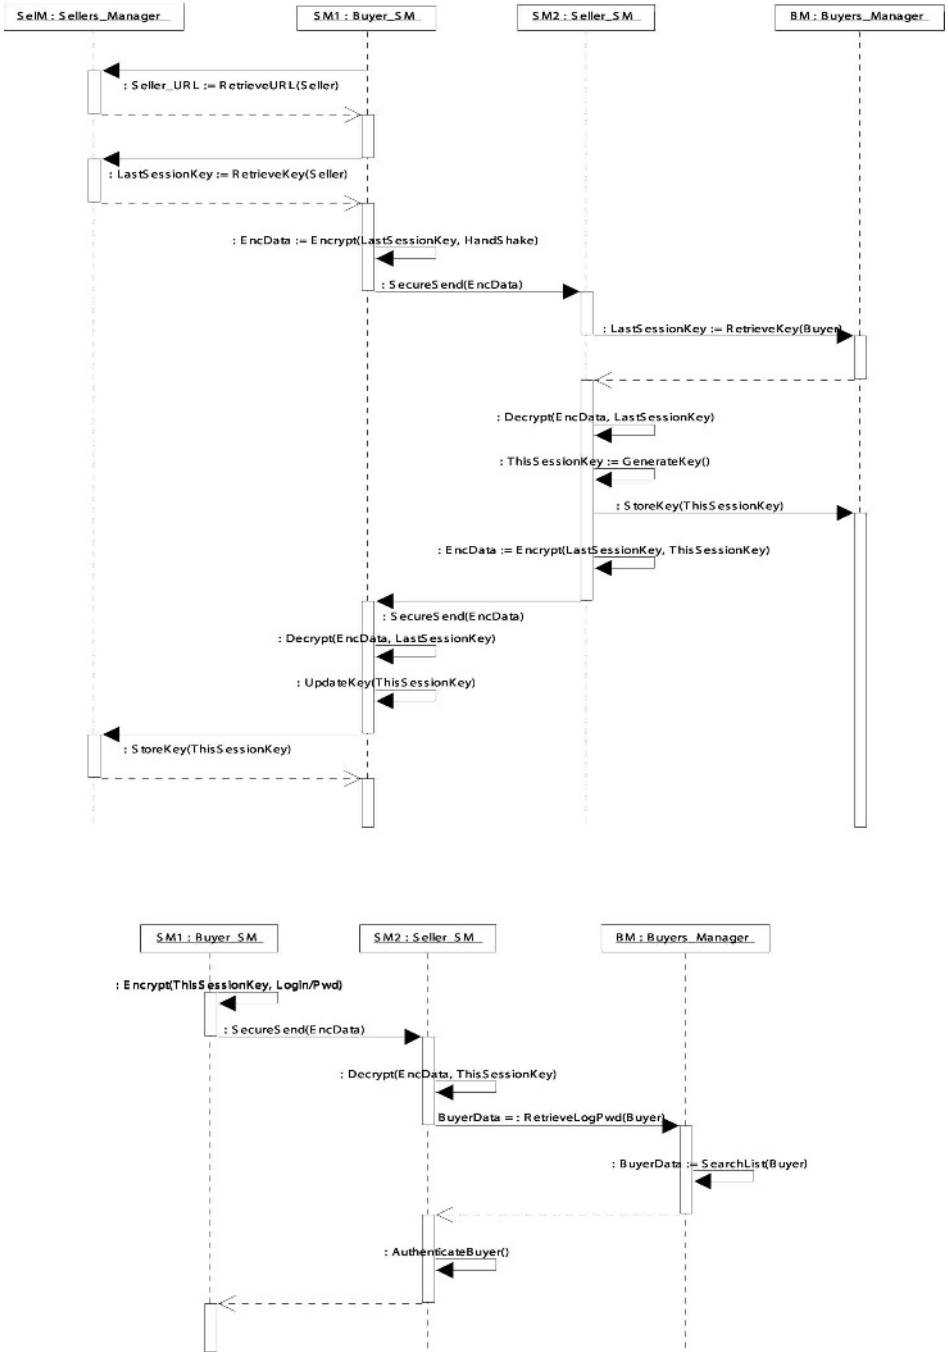 SelM : Sellers_Manager
SM1 : Buyer_SM
SM2 : Seller_SM
BM : Buyers_Manager
: Seller_URL := RetrieveURL(Seller)
: LastSessionKey := RetrieveKey(Seller)
: EncData := Encrypt(LastSessionKey, HandShake)
: SecureSend(EncData)
: LastSessionKey := RetrieveKey(Buyer)
: Decrypt(EncData, LastSessionKey)
: ThisSessionKey := GenerateKey()
: StoreKey(ThisSessionKey)
: EncData := Encrypt(LastSessionKey, ThisSessionKey)
: SecureSend(EncData)
: Decrypt(EncData, LastSessionKey)
: UpdateKey(ThisSessionKey)
: StoreKey(ThisSessionKey)
SM1 : Buyer_SM
SM2 : Seller_SM
BM : Buyers_Manager
: Encrypt(ThisSessionKey, Login/Pwd)
: SecureSend(EncData)
: Decrypt(EncData, ThisSessionKey)
BuyerData = : RetrieveLogPwd(Buyer)
: BuyerData := SearchList(Buyer)
: AuthenticateBuyer()